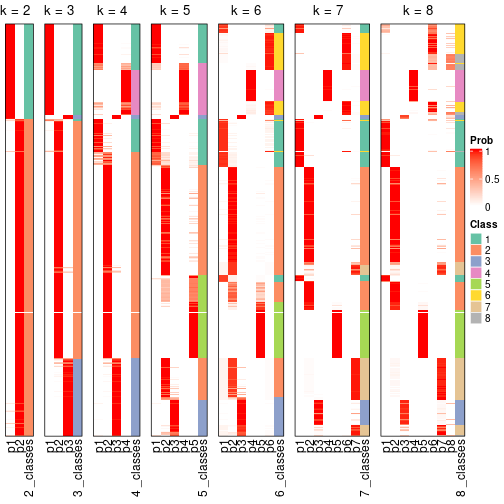 k = 2
k = 3
k = 4
k = 5
k = 6
k = 7
k = 8
Prob
1
0.5
0
Class
1
2
3
4
5
6
7
8
p1
p2
2_classes
p1
p2
p3
3_classes
p1
p2
p3
p4
4_classes
p1
p2
p3
p4
p5
5_classes
p1
p2
p3
p4
p5
p6
6_classes
p1
p2
p3
p4
p5
p6
p7
7_classes
p1
p2
p3
p4
p5
p6
p7
p8
8_classes